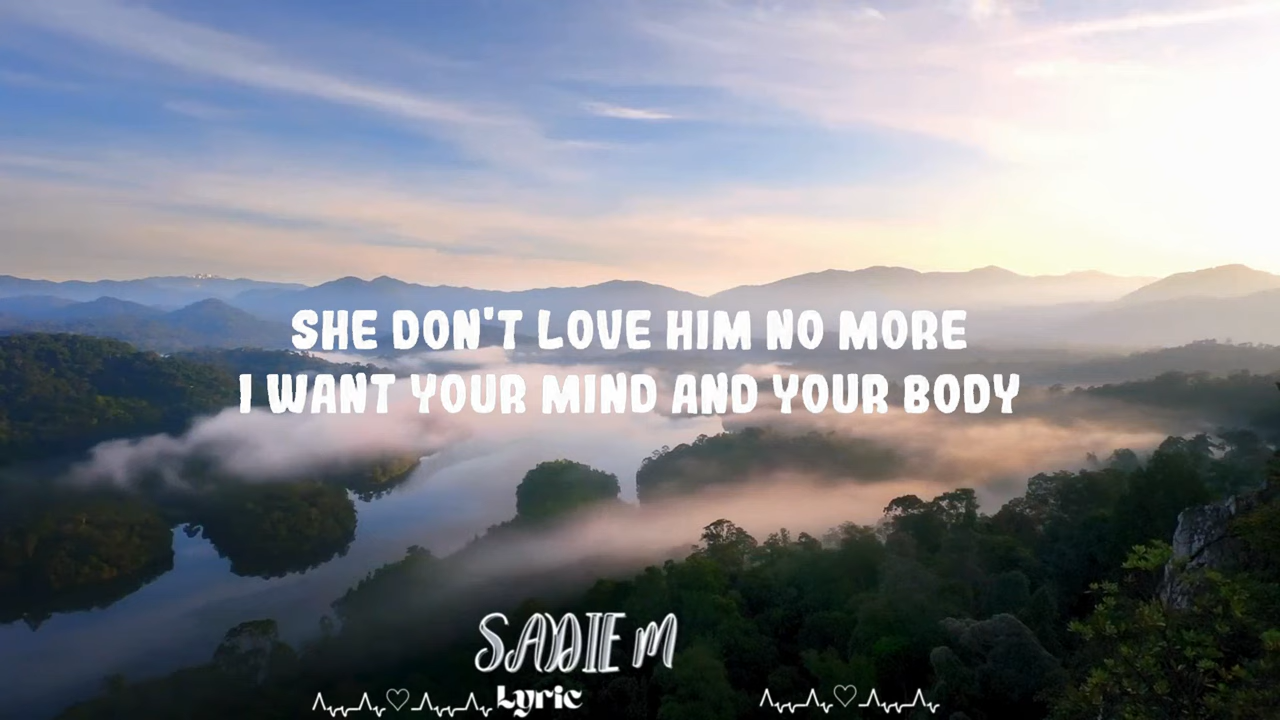 SHE DON'T LOVE HIM NO MORE
I WANT YOUR MIND AND YOUR BODY
SADIE M
Lyric